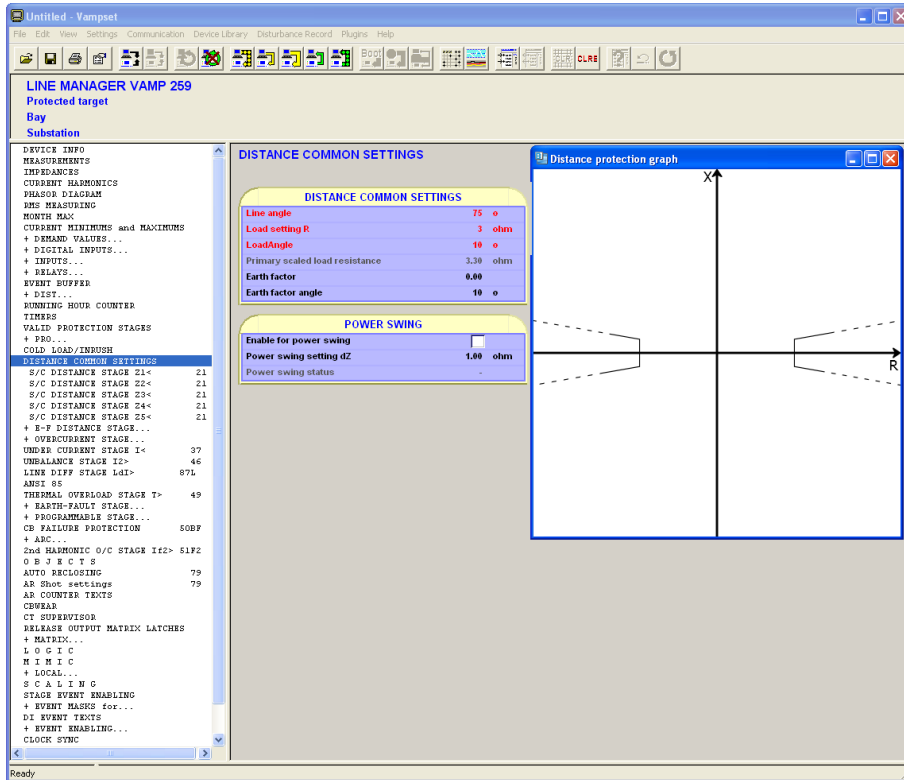 Untitled - Vampset
File Edit View Settings Communication Device Library Disturbance Record Plugins Help
Boot
CLRE
LINE MANAGER VAMP 259
Protected target
Bay
Substation
DEVICE INFO
MEASUREMENTS
IMPEDANCES
CURRENT HARMONICS
PHASOR DIAGRAM
RMS MEASURING
MONTH MAX
CURRENT MINIMUMS and MAXIMUMS
+ DEMAND VALUES...
+ DIGITAL INPUTS...
+ INPUTS...
+ RELAYS...
EVENT BUFFER
+ DIST...
RUNNING HOUR COUNTER
TIMERS
VALID PROTECTION STAGES
+ PRO...
COLD LOAD/INRUSH
DISTANCE COMMON SETTINGS
S/C DISTANCE STAGE Z1< 21
S/C DISTANCE STAGE Z2< 21
S/C DISTANCE STAGE Z3< 21
S/C DISTANCE STAGE Z4< 21
S/C DISTANCE STAGE Z5< 21
+ E-F DISTANCE STAGE...
+ OVERCURRENT STAGE...
UNDER CURRENT STAGE I< 37
UNBALANCE STAGE I2> 46
LINE DIFF STAGE LdI> 87L
ANSI 85
THERMAL OVERLOAD STAGE T> 49
+ EARTH-FAULT STAGE...
+ PROGRAMMABLE STAGE...
CB FAILURE PROTECTION 50BF
+ ARC...
2nd HARMONIC O/C STAGE If2> 51F2
O B J E C T S
AUTO RECLOSING 79
AR Shot settings 79
AR COUNTER TEXTS
CBWEAR
CT SUPERVISOR
RELEASE OUTPUT MATRIX LATCHES
+ MATRIX...
L O G I C
M I M I C
+ LOCAL...
S C A L I N G
STAGE EVENT ENABLING
+ EVENT MASKS for...
DI EVENT TEXTS
+ EVENT ENABLING...
CLOCK SYNC
DISTANCE COMMON SETTINGS
DISTANCE COMMON SETTINGS
Line angle 75 o
Load setting R 3 ohm
LoadAngle 10 o
Primary scaled load resistance 3.30 ohm
Earth factor 0.00
Earth factor angle 10 o
POWER SWING
Enable for power swing
Power swing setting dZ 1.00 ohm
Power swing status -
Distance protection graph
X
R
Ready